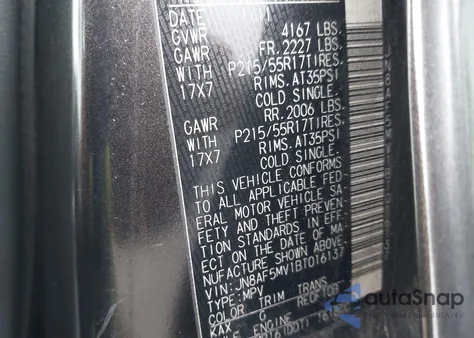 DATE
GVWR 4167 LBS.
GAWR FR. 2227 LBS.
WITH P215/55R17TIRES.
17X7 RIMS. AT35PSI
COLD SINGLE.
GAWR RR. 2006 LBS.
WITH P215/55R17TIRES.
17X7 RIMS. AT35PSI
COLD SINGLE.
THIS VEHICLE CONFORMS
TO ALL APPLICABLE FED-
ERAL MOTOR VEHICLE SA-
FETY AND THEFT PREVEN-
TION STANDARDS IN EFF-
ECT ON THE DATE OF MA-
NUFACTURE SHOWN ABOVE.
VIN: JN8AF5MV1BT016137
TYPE: MPV
COLOR TRIM TRANS
KAX G
ENGINE
autaSnap